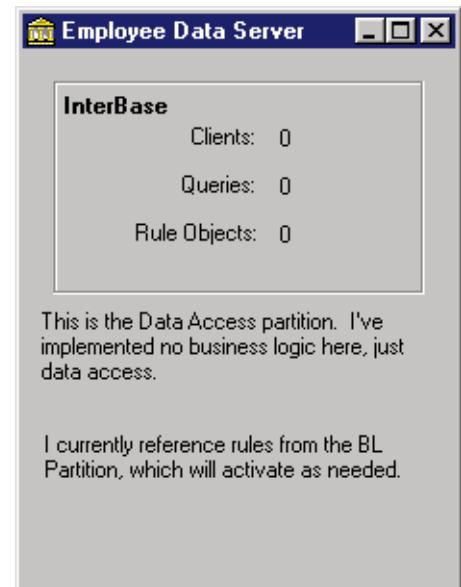 Employee Data Server
InterBase
Clients: 0
Queries: 0
Rule Objects: 0
This is the Data Access partition. I've
implemented no business logic here, just
data access.
I currently reference rules from the BL
Partition, which will activate as needed.